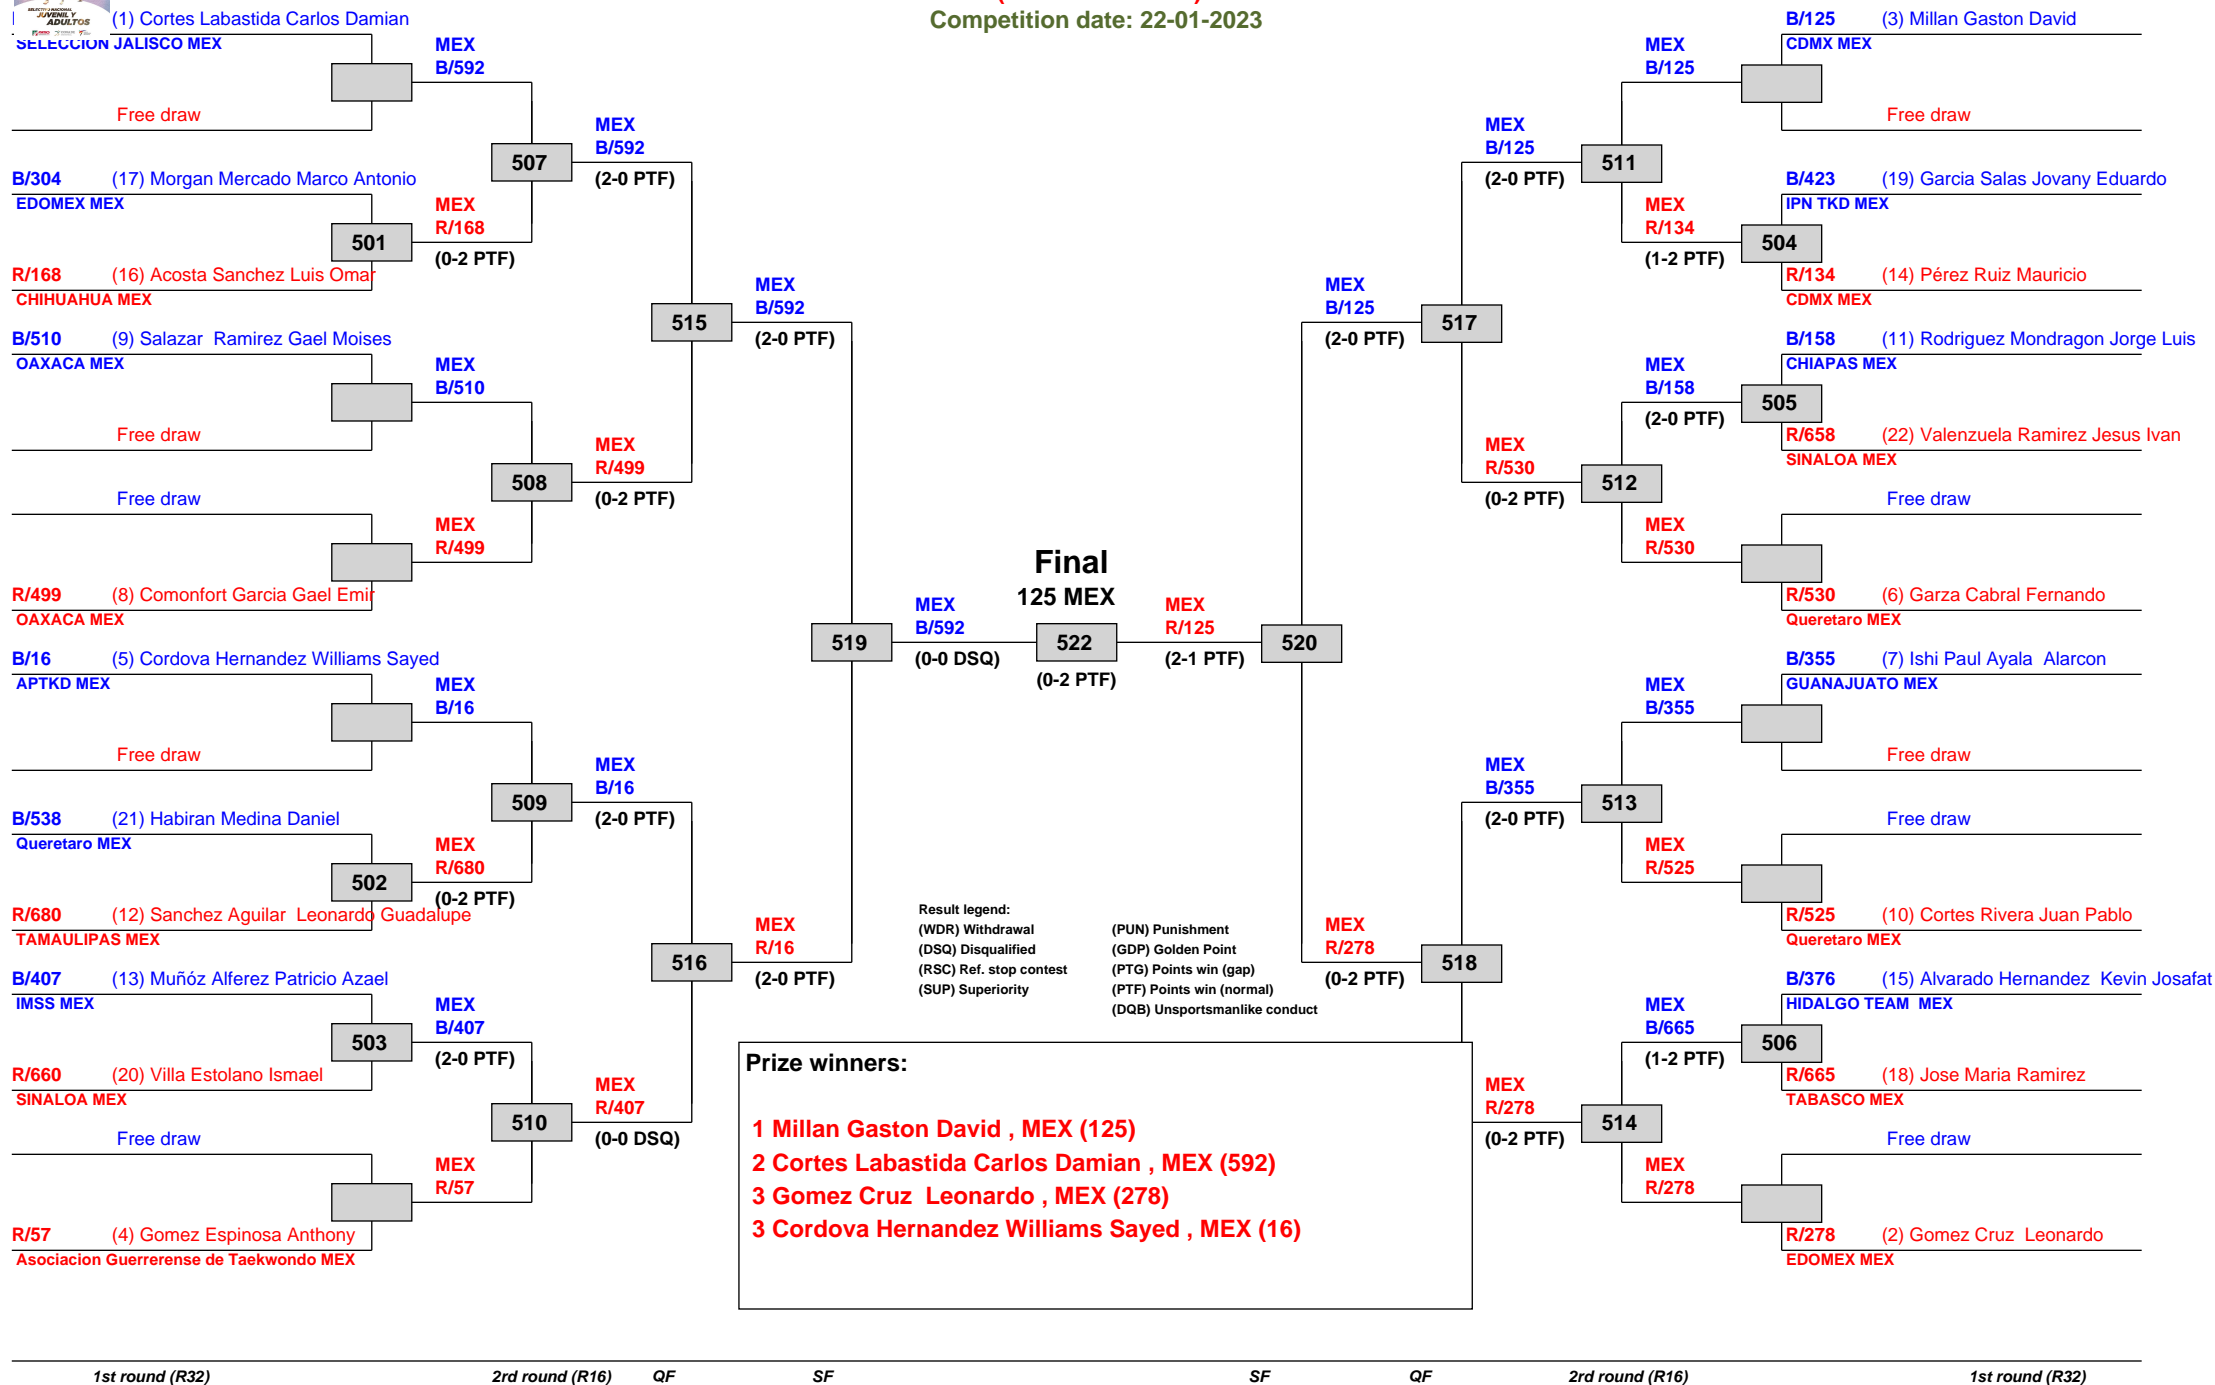 SELECTIVO NACIONAL
JUVENIL Y
ADULTOS
Competition date: 22-01-2023
(1) Cortes Labastida Carlos Damian
SELECCION JALISCO MEX
Free draw
B/304 (17) Morgan Mercado Marco Antonio
EDOMEX MEX
501
R/168 (16) Acosta Sanchez Luis Omar
CHIHUAHUA MEX
B/510 (9) Salazar Ramirez Gael Moises
OAXACA MEX
Free draw
Free draw
R/499 (8) Comonfort Garcia Gael Emir
OAXACA MEX
B/16 (5) Cordova Hernandez Williams Sayed
APTKD MEX
Free draw
B/538 (21) Habiran Medina Daniel
Queretaro MEX
502
R/680 (12) Sanchez Aguilar Leonardo Guadalupe
TAMAULIPAS MEX
B/407 (13) Muñóz Alferez Patricio Azael
IMSS MEX
503
R/660 (20) Villa Estolano Ismael
SINALOA MEX
Free draw
R/57 (4) Gomez Espinosa Anthony
Asociacion Guerrerense de Taekwondo MEX
MEX
B/592
507
MEX
R/168
(0-2 PTF)
MEX
B/510
508
MEX
R/499
MEX
B/16
509
MEX
R/680
(0-2 PTF)
MEX
B/407
(2-0 PTF)
510
MEX
R/57
MEX
B/592
(2-0 PTF)
515
MEX
R/499
(0-2 PTF)
MEX
B/16
(2-0 PTF)
516
MEX
R/407
(0-0 DSQ)
MEX
B/592
(2-0 PTF)
519
MEX
R/16
(2-0 PTF)
MEX
B/592
(0-0 DSQ)
Final
125 MEX
522
(0-2 PTF)
MEX
R/125
(2-1 PTF)
520
MEX
B/125
(2-0 PTF)
517
MEX
R/278
(0-2 PTF)
518
MEX
B/125
(2-0 PTF)
511
MEX
R/530
(0-2 PTF)
512
MEX
B/355
(2-0 PTF)
513
MEX
R/278
(0-2 PTF)
514
MEX
B/125
MEX
R/134
(1-2 PTF)
504
MEX
B/158
(2-0 PTF)
505
MEX
R/530
MEX
B/355
MEX
R/525
MEX
B/665
(1-2 PTF)
506
MEX
R/278
B/125 (3) Millan Gaston David
CDMX MEX
Free draw
B/423 (19) Garcia Salas Jovany Eduardo
IPN TKD MEX
R/134 (14) Pérez Ruiz Mauricio
CDMX MEX
B/158 (11) Rodriguez Mondragon Jorge Luis
CHIAPAS MEX
R/658 (22) Valenzuela Ramirez Jesus Ivan
SINALOA MEX
Free draw
R/530 (6) Garza Cabral Fernando
Queretaro MEX
B/355 (7) Ishi Paul Ayala Alarcon
GUANAJUATO MEX
Free draw
Free draw
R/525 (10) Cortes Rivera Juan Pablo
Queretaro MEX
B/376 (15) Alvarado Hernandez Kevin Josafat
HIDALGO TEAM MEX
R/665 (18) Jose Maria Ramirez
TABASCO MEX
Free draw
R/278 (2) Gomez Cruz Leonardo
EDOMEX MEX
Result legend:
(WDR) Withdrawal (PUN) Punishment
(DSQ) Disqualified (GDP) Golden Point
(RSC) Ref. stop contest (PTG) Points win (gap)
(SUP) Superiority (PTF) Points win (normal)
(DQB) Unsportsmanlike conduct
Prize winners:
1 Millan Gaston David , MEX (125)
2 Cortes Labastida Carlos Damian , MEX (592)
3 Gomez Cruz Leonardo , MEX (278)
3 Cordova Hernandez Williams Sayed , MEX (16)
1st round (R32) 2rd round (R16) QF SF SF QF 2rd round (R16) 1st round (R32)